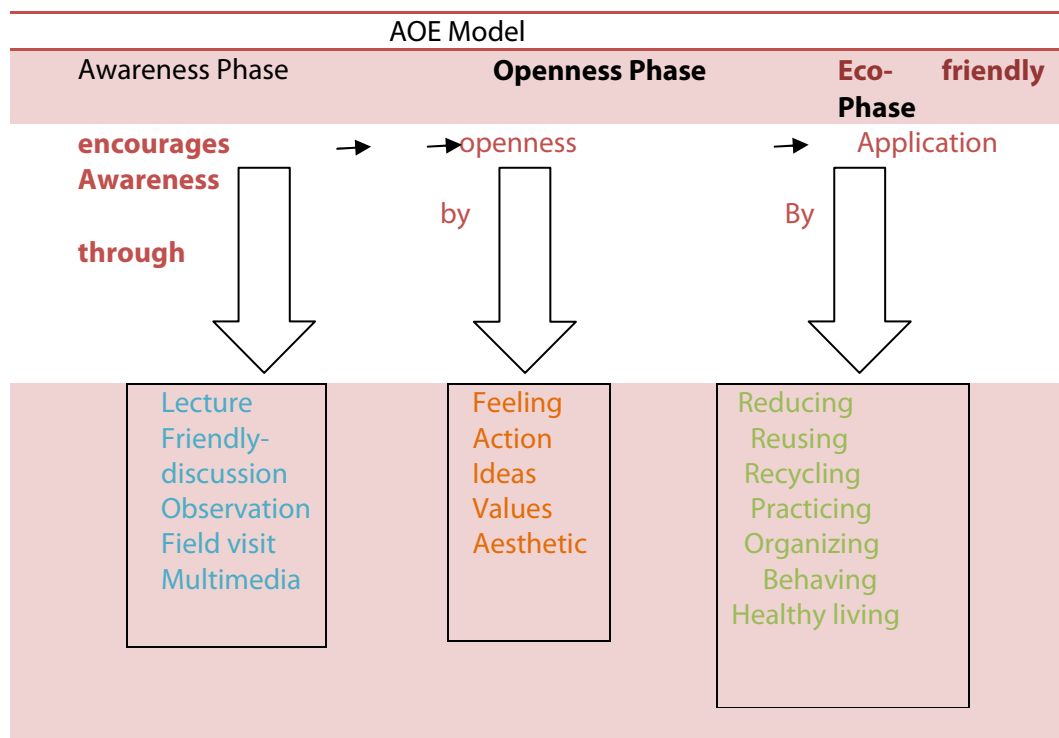 AOE Model
Awareness Phase Openness Phase Eco- friendly
Phase
encourages openness Application
Awareness
by By
through
Lecture
Friendly-
discussion
Observation
Field visit
Multimedia
Feeling
Action
Ideas
Values
Aesthetic
Reducing
Reusing
Recycling
Practicing
Organizing
Behaving
Healthy living